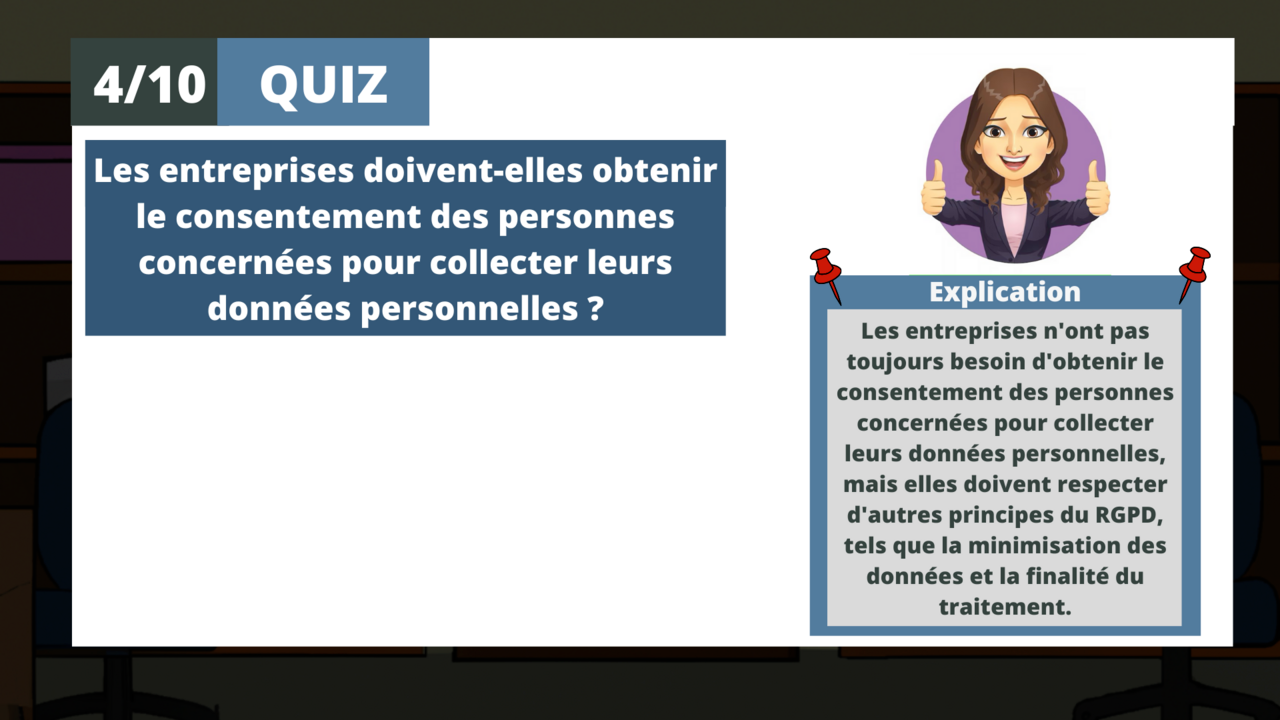 4/10 QUIZ
Les entreprises doivent-elles obtenir
le consentement des personnes
concernées pour collecter leurs
données personnelles ?
Explication
Les entreprises n'ont pas
toujours besoin d'obtenir le
consentement des personnes
concernées pour collecter
leurs données personnelles,
mais elles doivent respecter
d'autres principes du RGPD,
tels que la minimisation des
données et la finalité du
traitement.